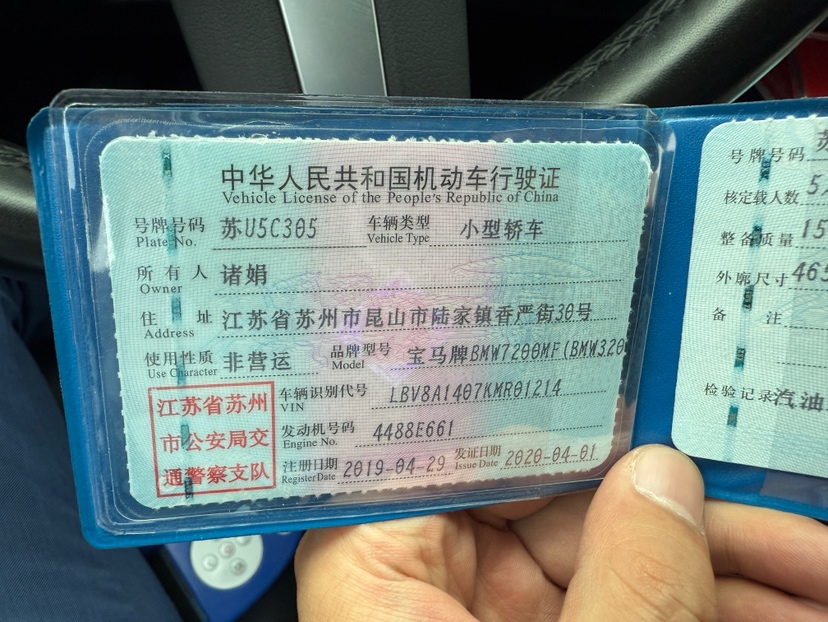 中华人民共和国机动车行驶证
Vehicle License of the People's Republic of China
号牌号码 苏U5C305 车辆类型 小型轿车
Plate No. Vehicle Type
所有人 诸娟
Owner
住址 江苏省苏州市昆山市陆家镇香严街30号
Address
使用性质 非营运 品牌型号 宝马牌BMW7200MF(BMW320
Use Character Model
江苏省苏州
市公安局交
通警察支队
车辆识别代号 LBV8A1407KMR01214
VIN
发动机号码 4488E661
Engine No.
注册日期 2019-04-29 发证日期 2020-04-01
Register Date Issue Date
号牌号码 苏
核定载人数 5
整备质量 15
外廓尺寸 465
备注
检验记录 汽油